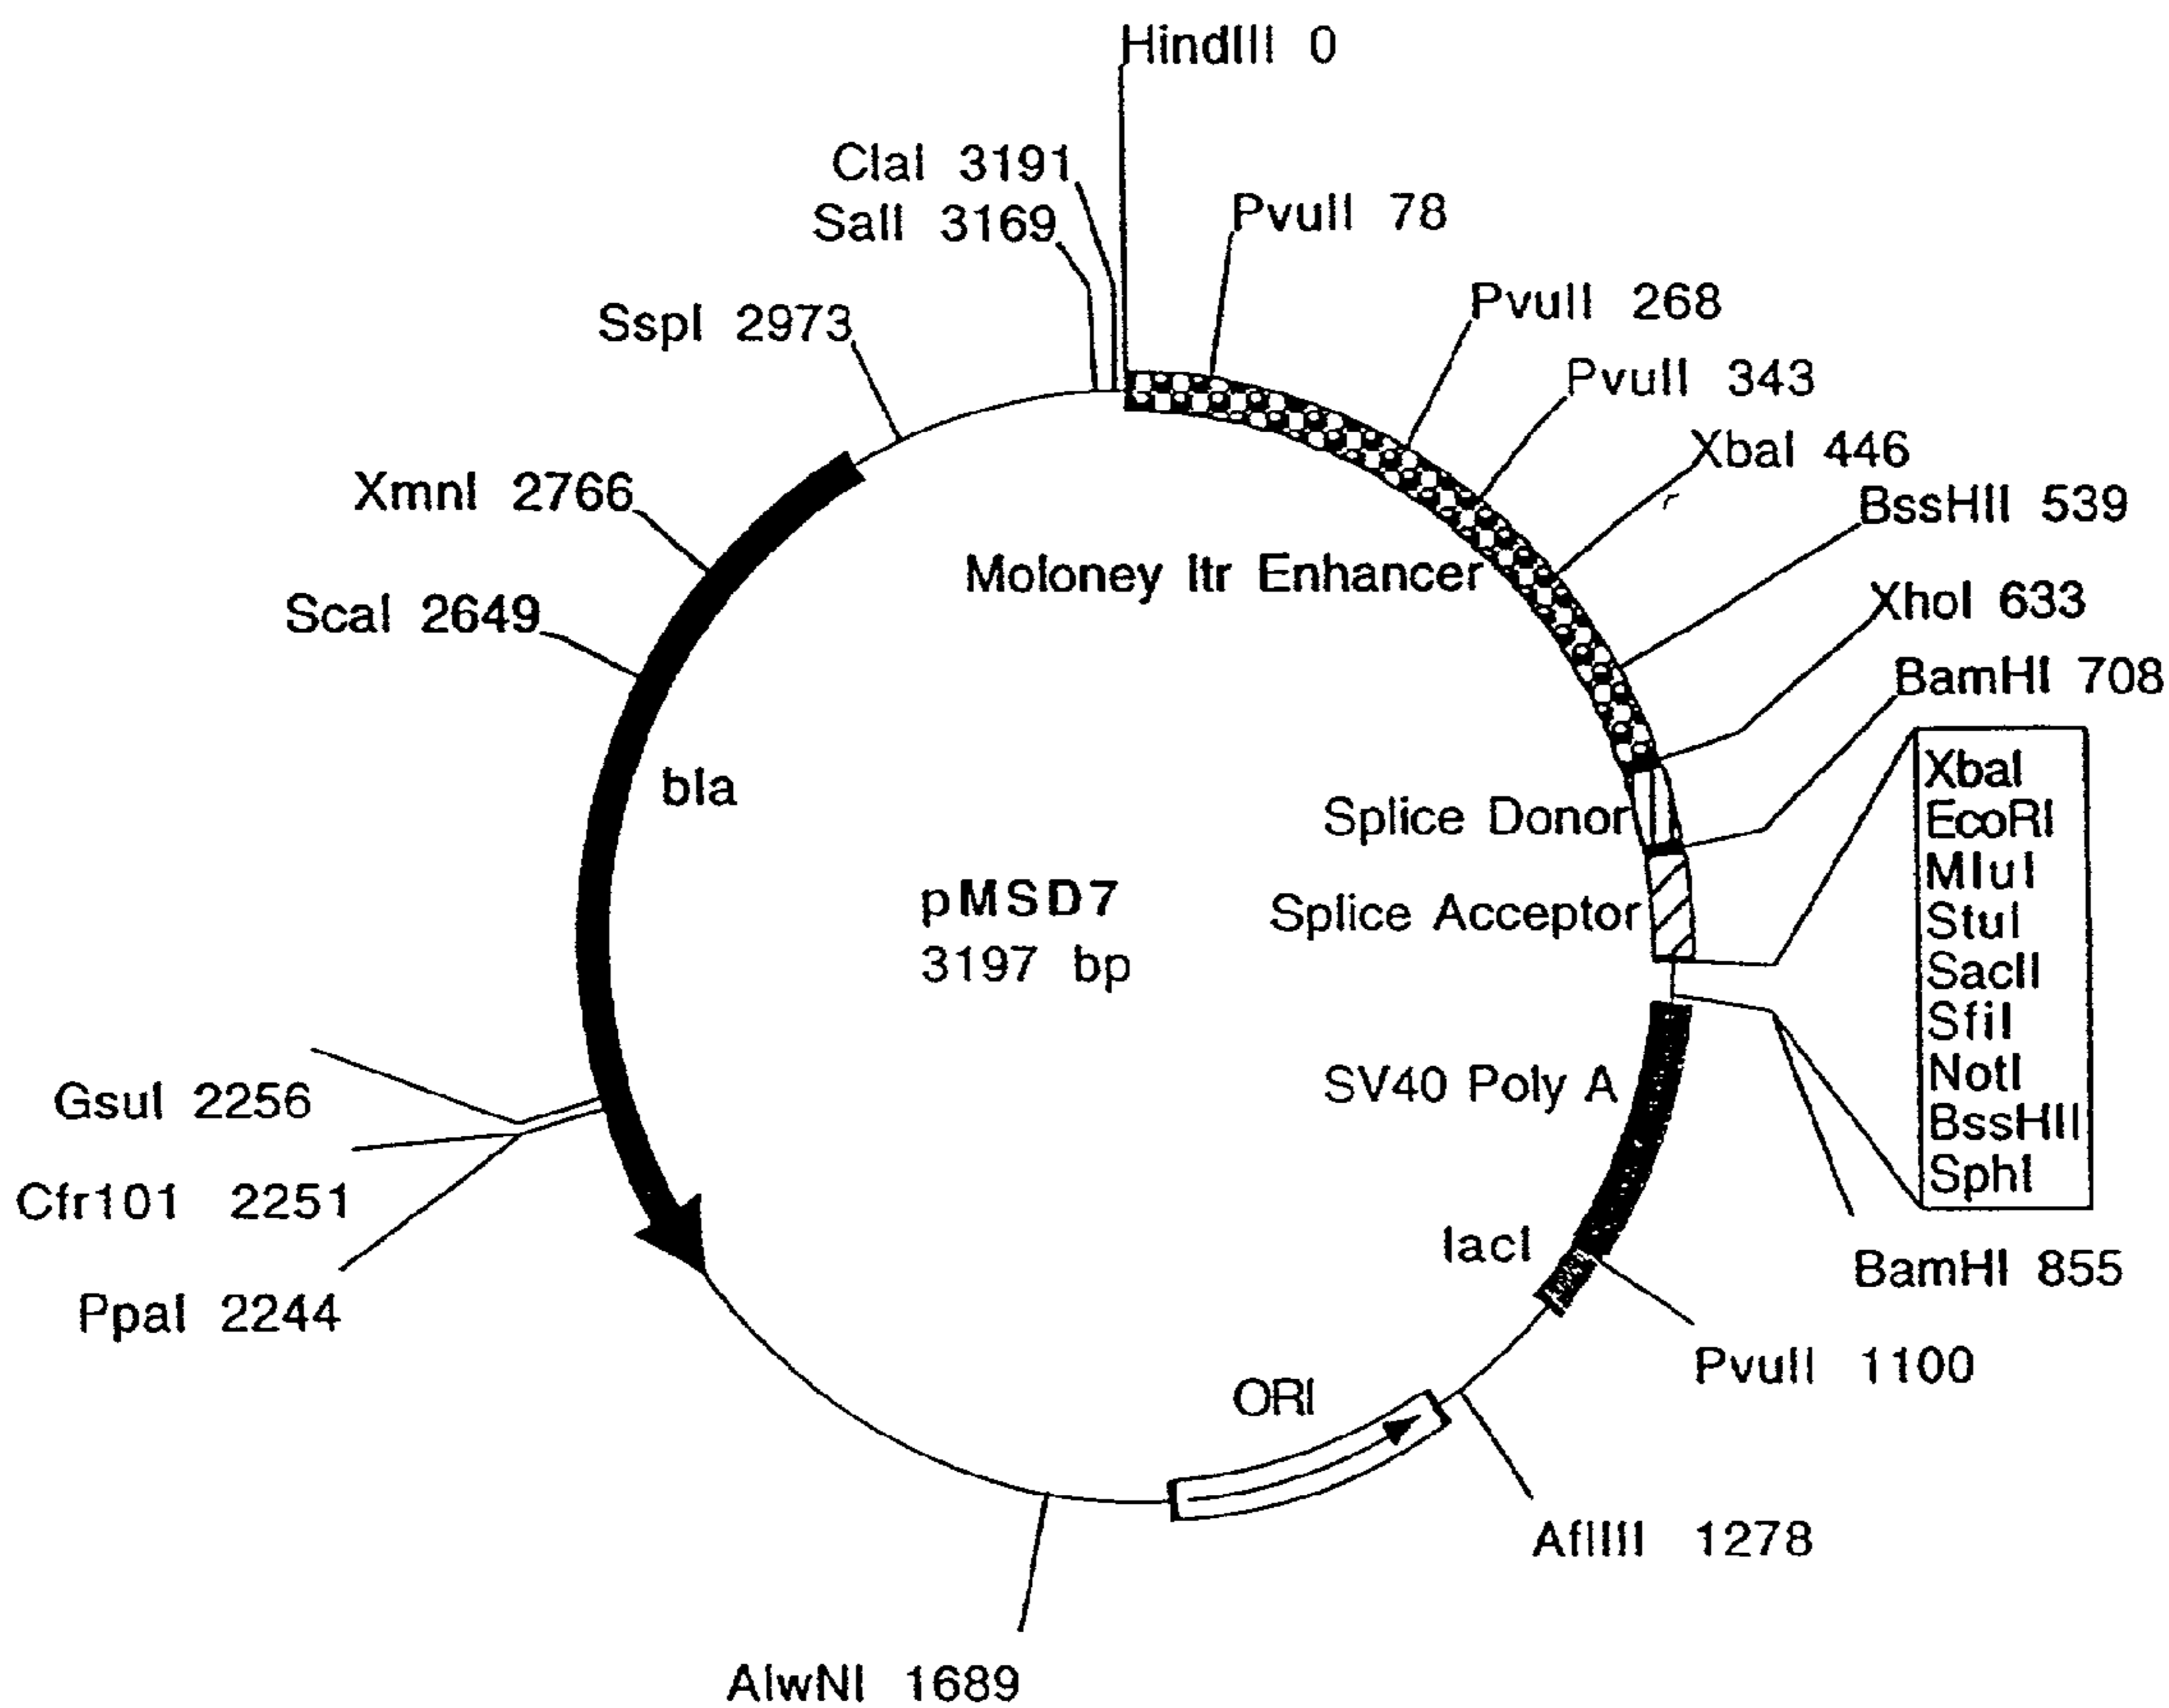 HindIII 0
ClaI 3191
SalI 3169
PvuII 78
SspI 2973
PvuII 268
PvuII 343
XbaI 446
XmnI 2766
BssHII 539
Moloney ltr Enhancer
ScaI 2649
XhoI 633
BamHI 708
bla
Splice Donor
XbaI
EcoRI
MluI
StuI
SacII
SfiI
NotI
BssHII
SphI
pMSD7
3197 bp
Splice Acceptor
SV40 Poly A
GsuI 2256
Cfr101 2251
PpaI 2244
lacI
BamHI 855
PvuII 1100
ORI
AflIII 1278
AlwNI 1689